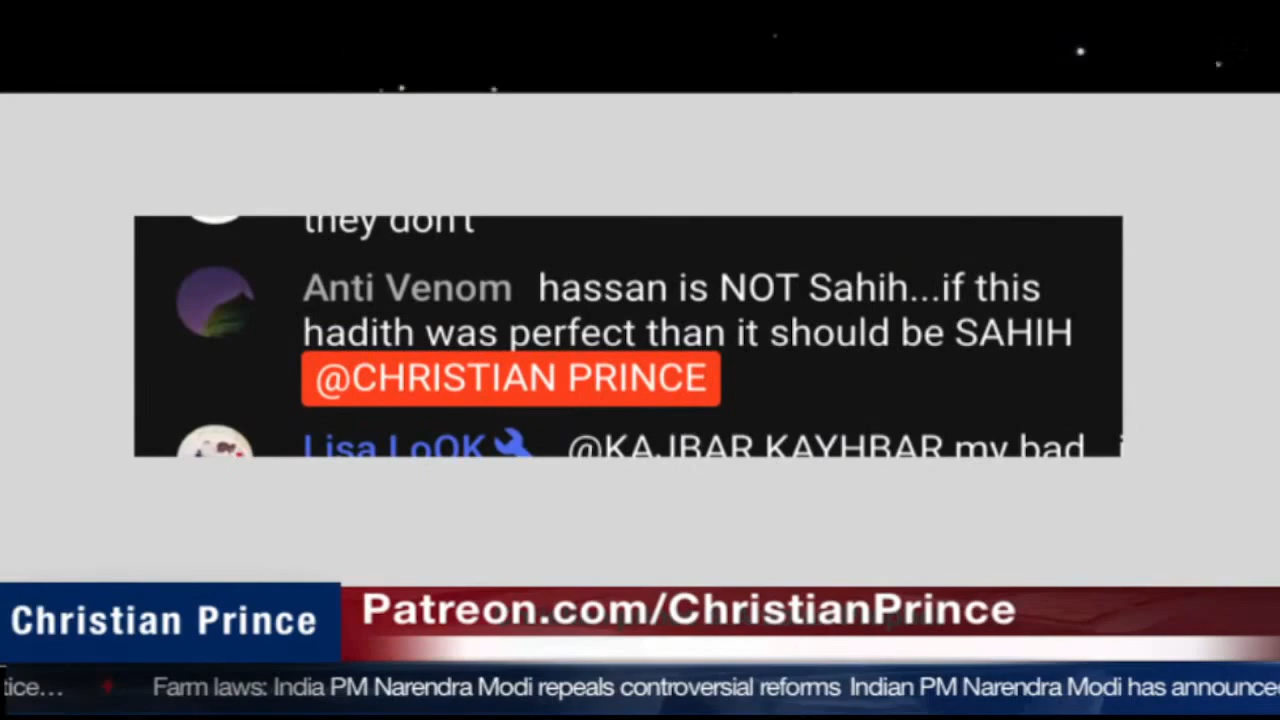 they don't
Anti Venom hassan is NOT Sahih...if this
hadith was perfect than it should be SAHIH
@CHRISTIAN PRINCE
Lisa LoOK @KAJBAR KAYHBAR my bad
Christian Prince
Patreon.com/ChristianPrince
tice... Farm laws: India PM Narendra Modi repeals controversial reforms Indian PM Narendra Modi has announce